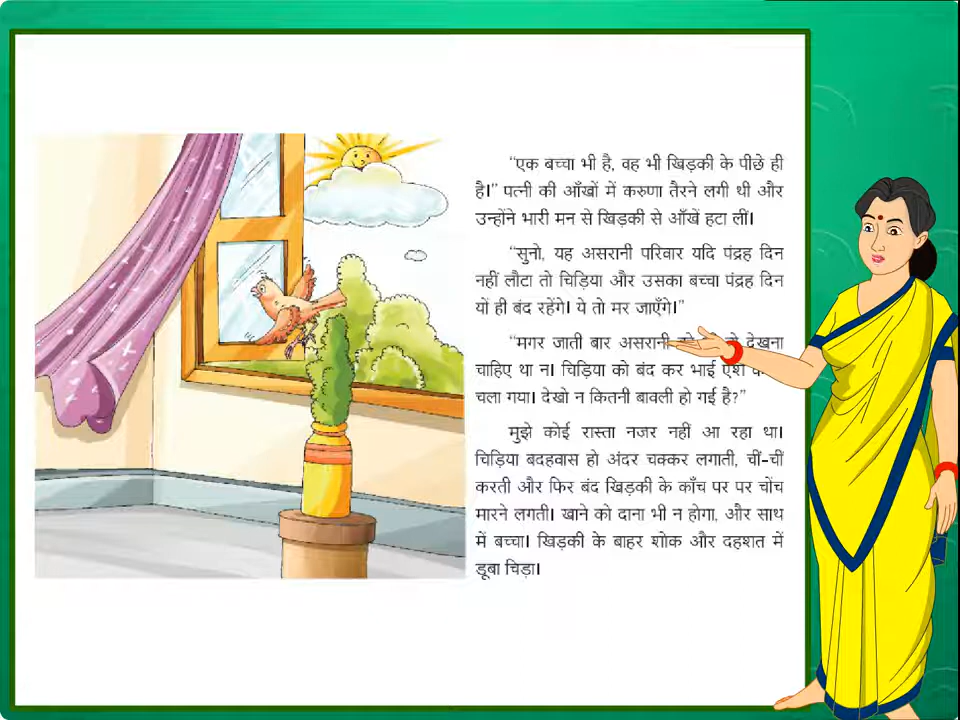 “एक बच्चा भी है, वह भी खिड़की के पीछे ही
है।” पत्नी की आँखों में करुणा तैरने लगी थी और
उन्होंने भारी मन से खिड़की से आँखें हटा लीं।
“सुनो, यह असरानी परिवार यदि पंद्रह दिन
नहीं लौटा तो चिड़िया और उसका बच्चा पंद्रह दिन
यों ही बंद रहेंगे। ये तो मर जाएँगे।”
“मगर जाती बार असरानी देखना
चाहिए था न। चिड़िया को बंद कर भाई ऐश
चला गया। देखो न कितनी बावली हो गई है?”
मुझे कोई रास्ता नजर नहीं आ रहा था।
चिड़िया बदहवास हो अंदर चक्कर लगाती, चीं-चीं
करती और फिर बंद खिड़की के काँच पर पर चोंच
मारने लगती। खाने को दाना भी न होगा, और साथ
में बच्चा। खिड़की के बाहर शोक और दहशत में
डूबा चिड़ा।